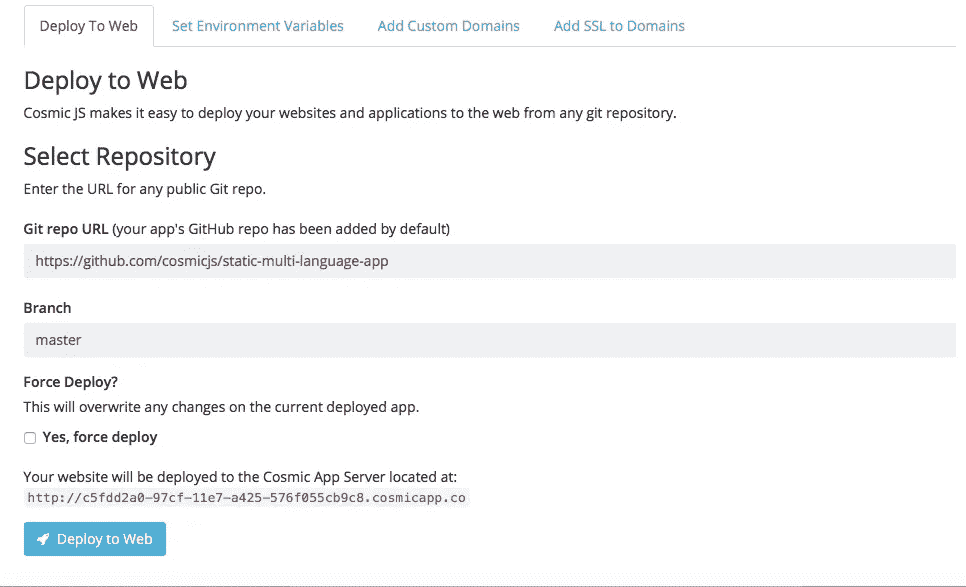 Deploy To Web
Set Environment Variables
Add Custom Domains
Add SSL to Domains
Deploy to Web
Cosmic JS makes it easy to deploy your websites and applications to the web from any git repository.
Select Repository
Enter the URL for any public Git repo.
Git repo URL (your app's GitHub repo has been added by default)
https://github.com/cosmicjs/static-multi-language-app
Branch
master
Force Deploy?
This will overwrite any changes on the current deployed app.
Yes, force deploy
Your website will be deployed to the Cosmic App Server located at:
http://c5fdd2a0-97cf-11e7-a425-576f055cb9c8.cosmicapp.co
Deploy to Web